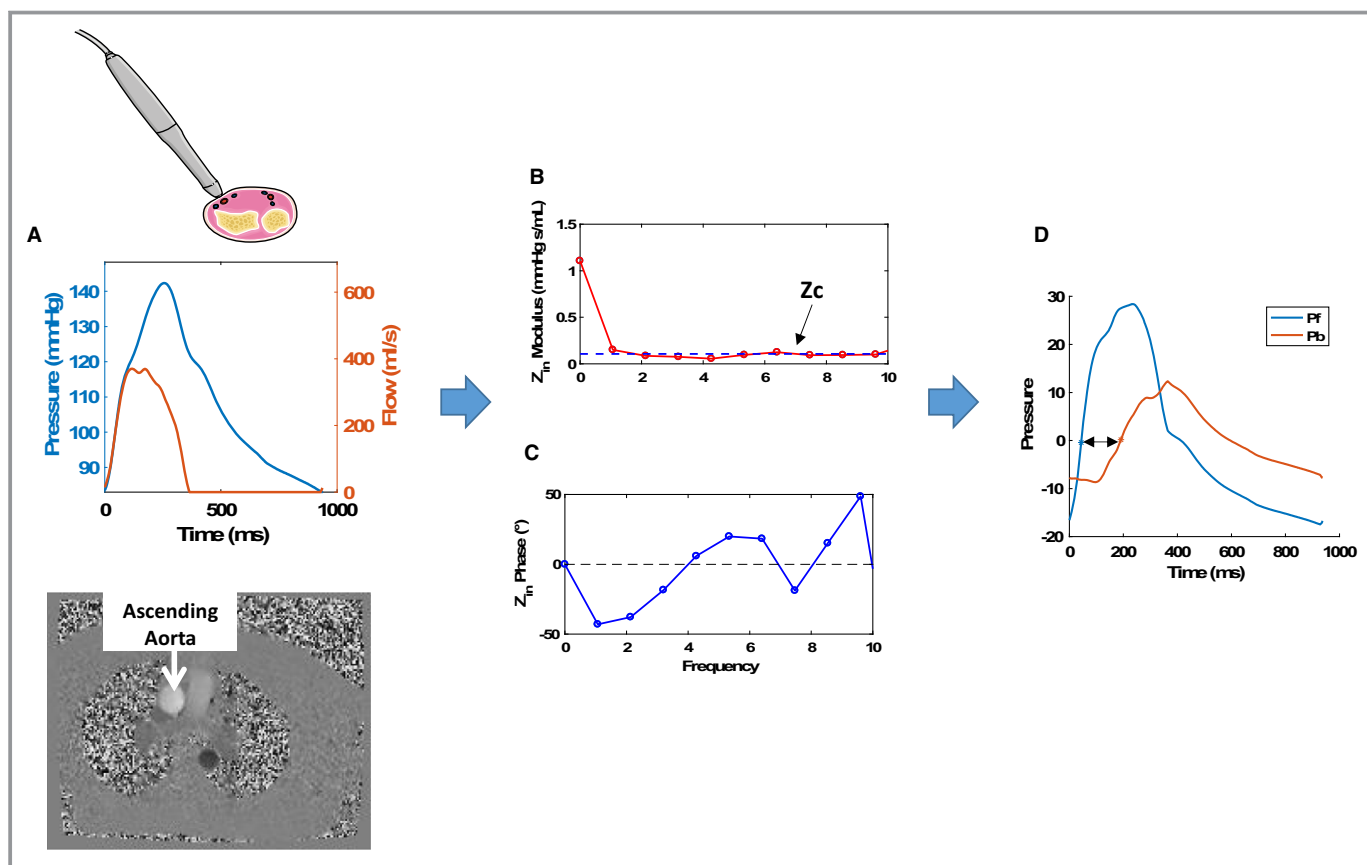 A
Pressure (mmHg)
140
130
120
110
100
90
600
400
200
0
Flow (ml/s)
0
500
1000
Time (ms)
Ascending
Aorta
B
Z_in Modulus (mmHg s/mL)
1.5
1
0.5
0
Zc
0
2
4
6
8
10
C
Z_in Phase (°)
50
0
-50
0
2
4
6
8
10
Frequency
D
Pressure
30
20
10
0
-10
-20
Pf
Pb
0
200
400
600
800
1000
Time (ms)